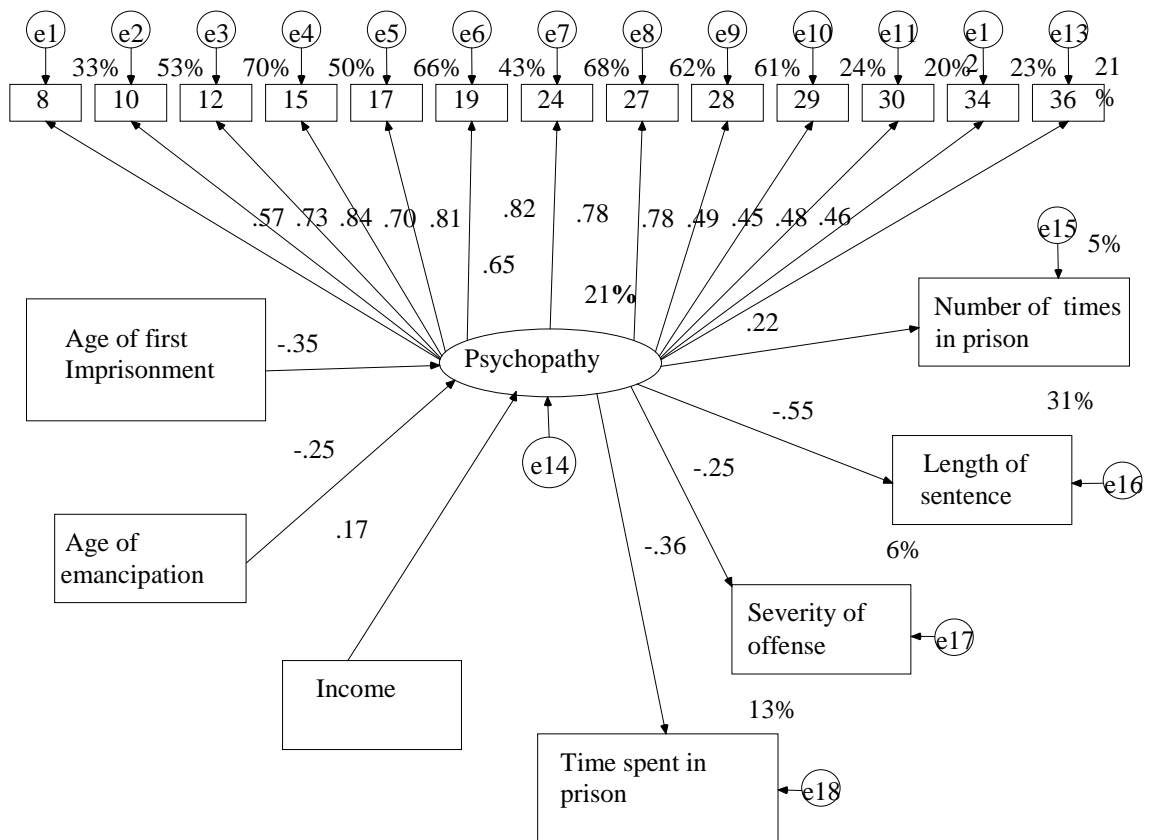 e1 e2 e3 e4 e5 e6 e7 e8 e9 e10 e11 e1 e13
2
33% 53% 70% 50% 66% 43% 68% 62% 61% 24% 20% 23% 21
%
8 10 12 15 17 19 24 27 28 29 30 34 36
.57 .73 .84 .70 .81 .82 .78 .78 .49 .45 .48 .46
.65
e15
5%
21%
Number of times
in prison
.22
Age of first
Imprisonment
-.35
Psychopathy
31%
-.55
-.25
e14
-.25
Length of
sentence
e16
.17
-.36
6%
Age of
emancipation
Severity of
offense
e17
Income
13%
Time spent in
prison
e18